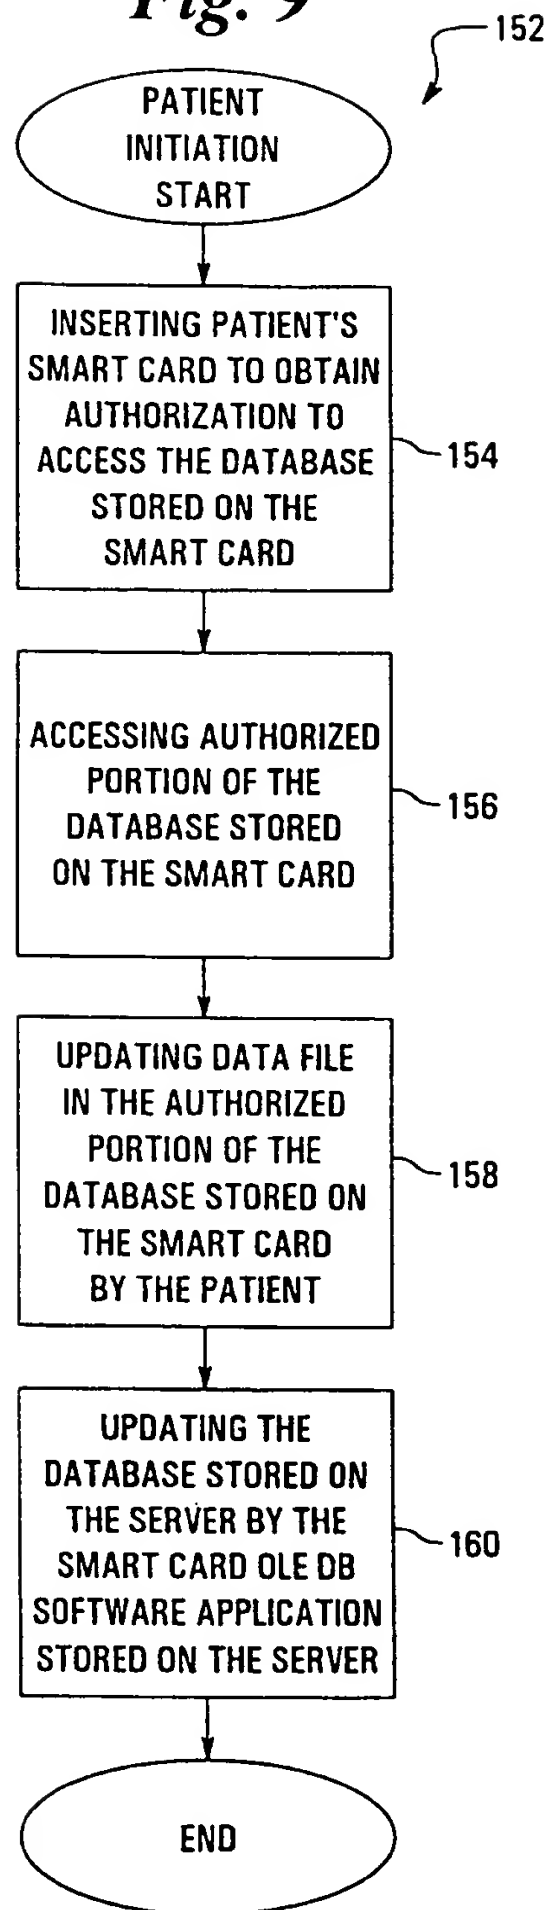 Fig. 9
152
PATIENT
INITIATION
START
INSERTING PATIENT'S
SMART CARD TO OBTAIN
AUTHORIZATION TO
ACCESS THE DATABASE
STORED ON THE
SMART CARD
154
ACCESSING AUTHORIZED
PORTION OF THE
DATABASE STORED
ON THE SMART CARD
156
UPDATING DATA FILE
IN THE AUTHORIZED
PORTION OF THE
DATABASE STORED ON
THE SMART CARD
BY THE PATIENT
158
UPDATING THE
DATABASE STORED ON
THE SERVER BY THE
SMART CARD OLE DB
SOFTWARE APPLICATION
STORED ON THE SERVER
160
END